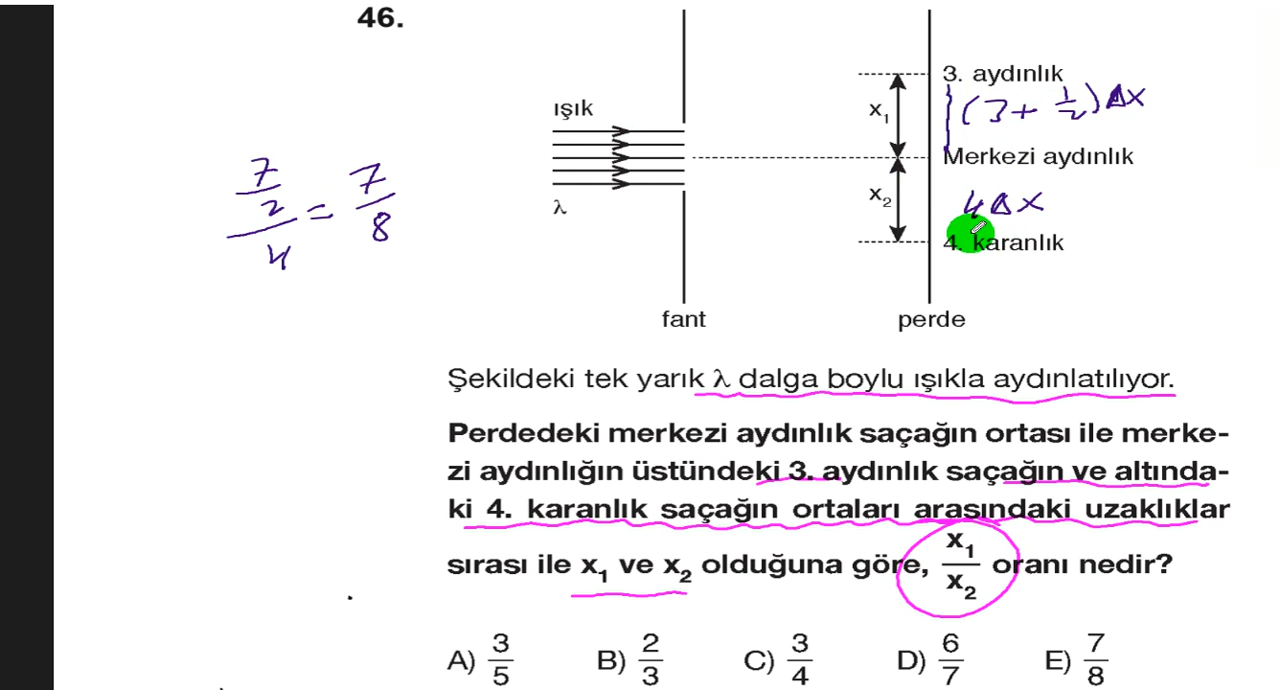 46.
3. aydınlık
ışık
x₁
(3 + 1/2) Δx
Merkezi aydınlık
7/2 / 4 = 7/8
λ
x₂
4Δx
4. karanlık
fant
perde
Şekildeki tek yarık λ dalga boylu ışıkla aydınlatılıyor.
Perdedeki merkezi aydınlık saçağın ortası ile merke-
zi aydınlığın üstündeki 3. aydınlık saçağın ve altında-
ki 4. karanlık saçağın ortaları arasındaki uzaklıklar
sırası ile x₁ ve x₂ olduğuna göre, x₁/x₂ oranı nedir?
A) 3/5 B) 2/3 C) 3/4 D) 6/7 E) 7/8